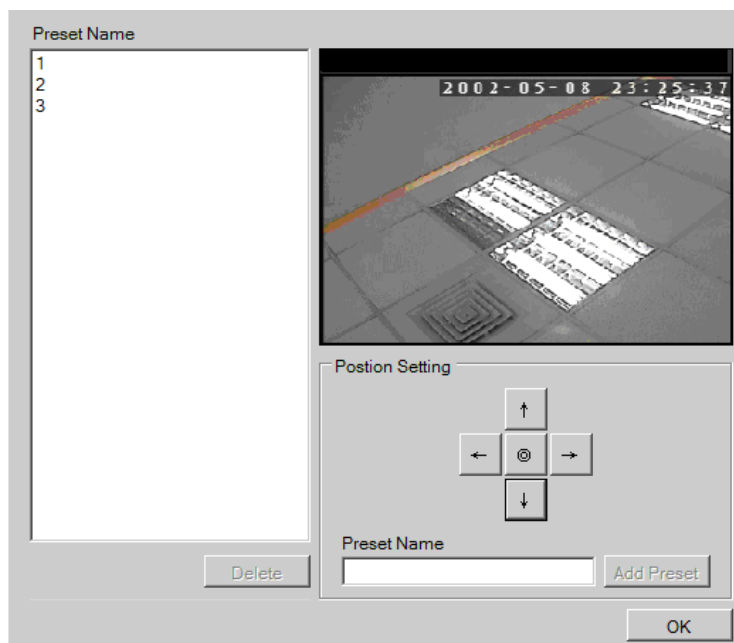 Preset Name
1
2
3
2002-05-08 23:25:37
Postion Setting
↑
← ◎ →
↓
Preset Name
Delete
Add Preset
OK